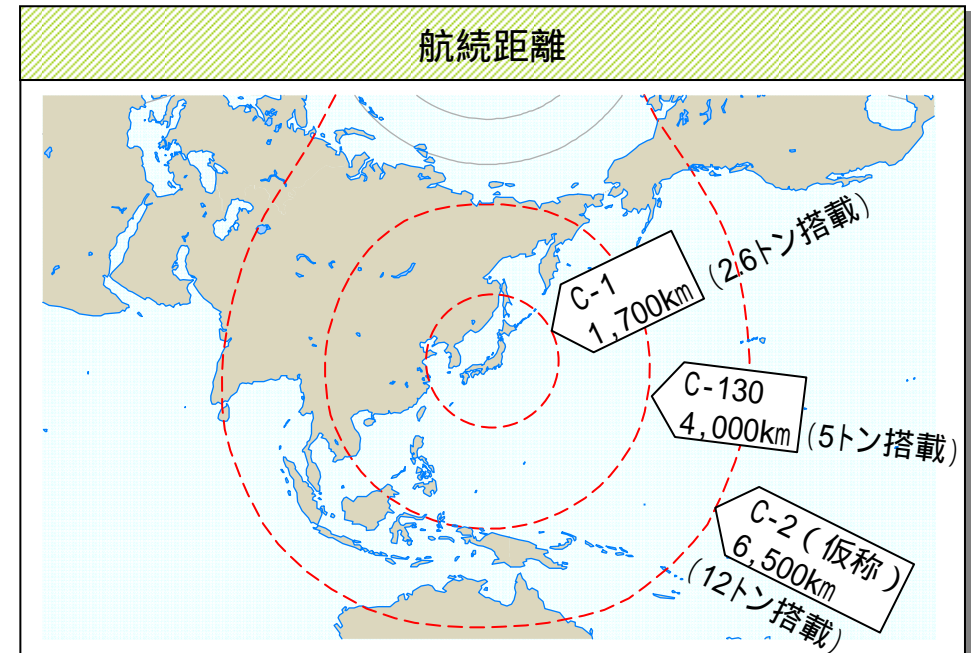 航続距離
C-1
1,700km
(2.6トン搭載)
C-130
4,000km
(5トン搭載)
C-2(仮称)
6,500km
(12トン搭載)